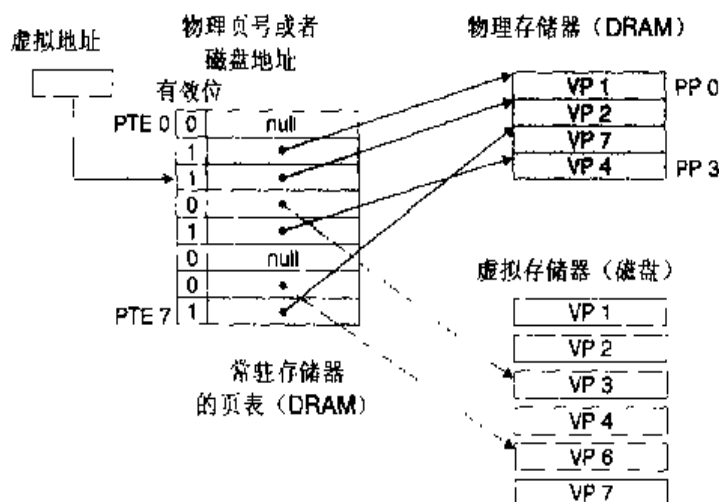 虚拟地址
物理页号或者
磁盘地址
有效位
PTE 0
0
null
1
1
0
1
0
null
0
PTE 7
1
常驻存储器
的页表（DRAM）
物理存储器（DRAM）
VP 1
PP 0
VP 2
VP 7
VP 4
PP 3
虚拟存储器（磁盘）
VP 1
VP 2
VP 3
VP 4
VP 6
VP 7